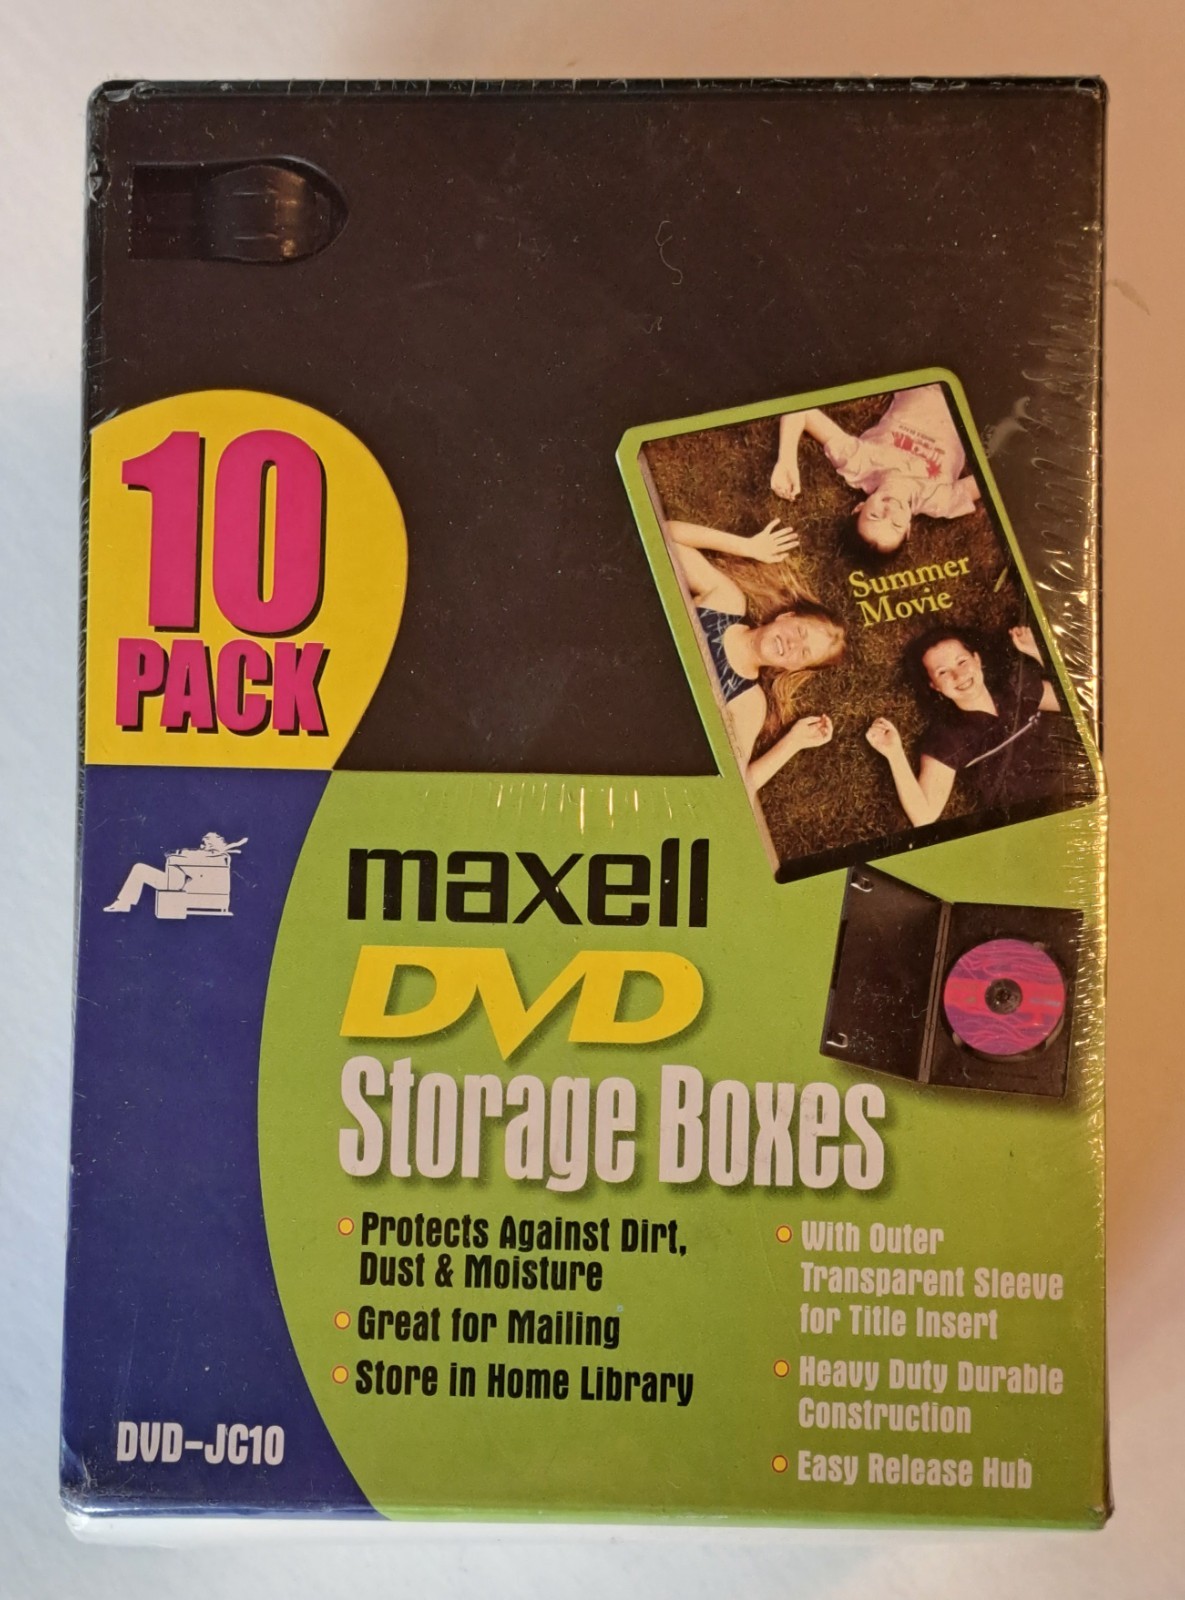 10
PACK
Summer
Movie
maxell
DVD
Storage Boxes
Protects Against Dirt,
Dust & Moisture
Great for Mailing
Store in Home Library
With Outer
Transparent Sleeve
for Title Insert
Heavy Duty Durable
Construction
Easy Release Hub
DVD-JC10